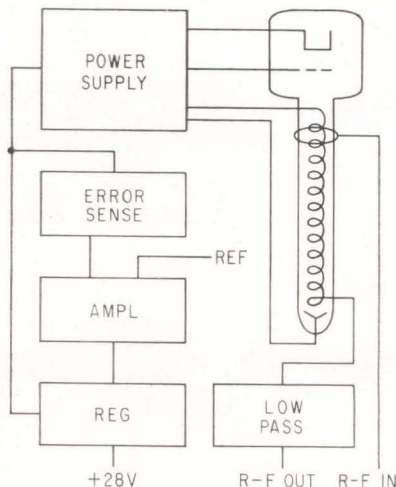 POWER
SUPPLY
ERROR
SENSE
REF
AMPL
REG
LOW
PASS
+28V
R-F OUT
R-F IN